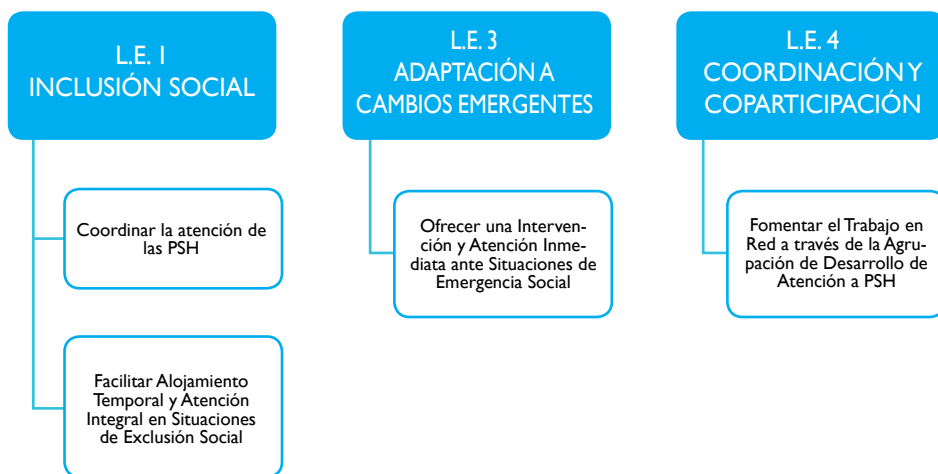 L.E. 1
INCLUSIÓN SOCIAL
Coordinar la atención de
las PSH
Facilitar Alojamiento
Temporal y Atención
Integral en Situaciones
de Exclusión Social
L.E. 3
ADAPTACIÓN A
CAMBIOS EMERGENTES
Ofrecer una Interven-
ción y Atención Inme-
diata ante Situaciones de
Emergencia Social
L.E. 4
COORDINACIÓN Y
COPARTICIPACIÓN
Fomentar el Trabajo en
Red a través de la Agru-
pación de Desarrollo de
Atención a PSH